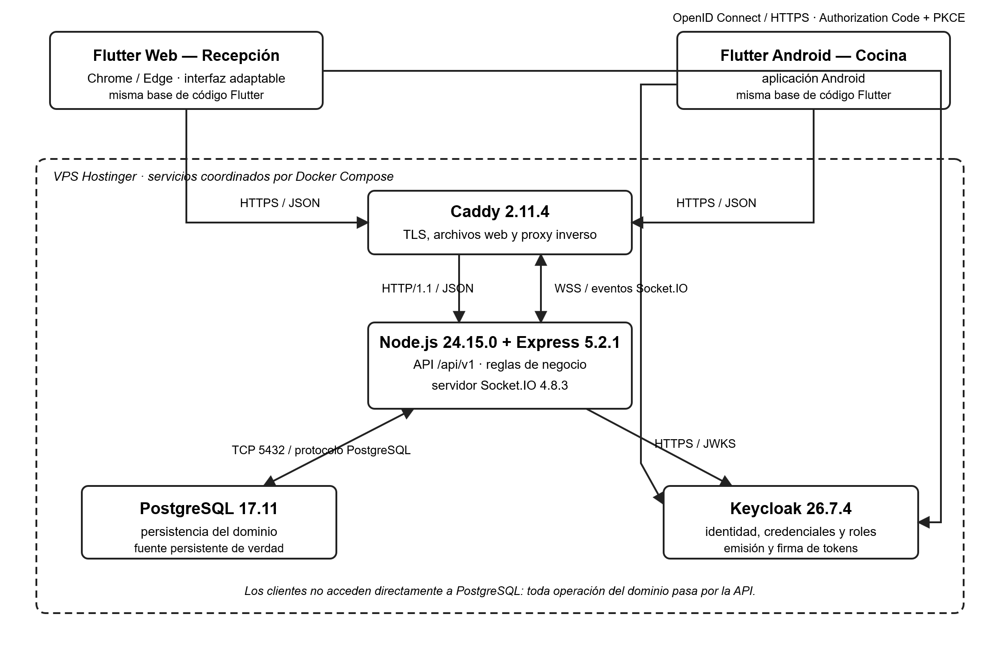 OpenID Connect / HTTPS · Authorization Code + PKCE
Flutter Web — Recepción
Chrome / Edge · interfaz adaptable
misma base de código Flutter
Flutter Android — Cocina
aplicación Android
misma base de código Flutter
VPS Hostinger · servicios coordinados por Docker Compose
HTTPS / JSON
Caddy 2.11.4
TLS, archivos web y proxy inverso
HTTPS / JSON
HTTP/1.1 / JSON
WSS / eventos Socket.IO
Node.js 24.15.0 + Express 5.2.1
API /api/v1 · reglas de negocio
servidor Socket.IO 4.8.3
TCP 5432 / protocolo PostgreSQL
HTTPS / JWKS
PostgreSQL 17.11
persistencia del dominio
fuente persistente de verdad
Keycloak 26.7.4
identidad, credenciales y roles
emisión y firma de tokens
Los clientes no acceden directamente a PostgreSQL: toda operación del dominio pasa por la API.